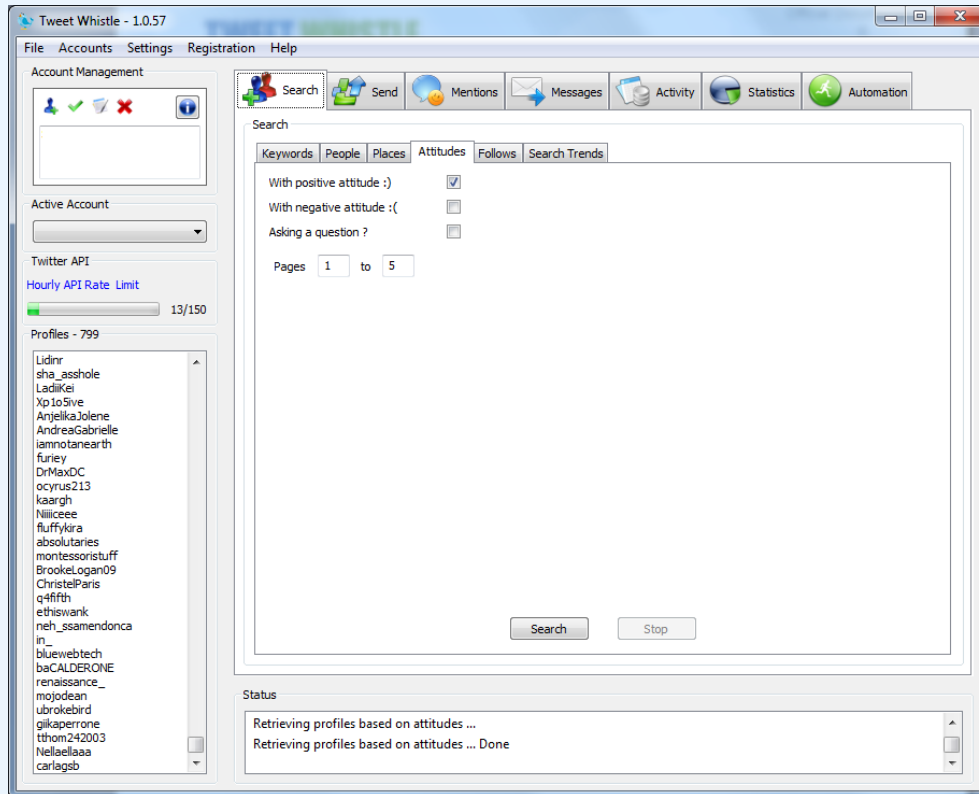 Tweet Whistle - 1.0.57
TWEET WHISTLE
File Accounts Settings Registration Help
Account Management
Active Account
Twitter API
Hourly API Rate Limit
13/150
Profiles - 799
Lidinr
sha_asshole
LadiiKei
Xp1o5ive
AnjelikaJolene
AndreaGabrielle
iamnotanearth
furiey
DrMaxDC
ocyrus213
kaargh
Niiiceee
fluffykira
absolutaries
montessoristuff
BrookeLogan09
ChristelParis
q4fifth
ethiswank
neh_ssamendonca
in_
bluewebtech
baCALDERONE
renaissance_
mojodean
ubrokebird
giikaperrone
tthom242003
Nellaellaaa
carlagsb
Search Send Mentions Messages Activity Statistics Automation
Search
Keywords People Places Attitudes Follows Search Trends
With positive attitude :)
With negative attitude :(
Asking a question ?
Pages 1 to 5
Search Stop
Status
Retrieving profiles based on attitudes ...
Retrieving profiles based on attitudes ... Done